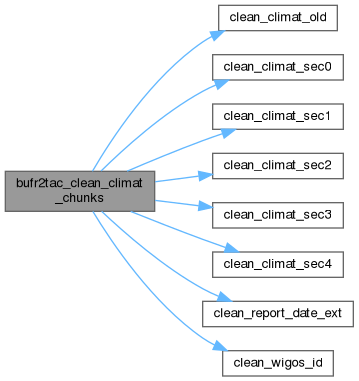 clean_climat_old
clean_climat_sec0
clean_climat_sec1
bufr2tac_clean_climat
_chunks
clean_climat_sec2
clean_climat_sec3
clean_climat_sec4
clean_report_date_ext
clean_wigos_id